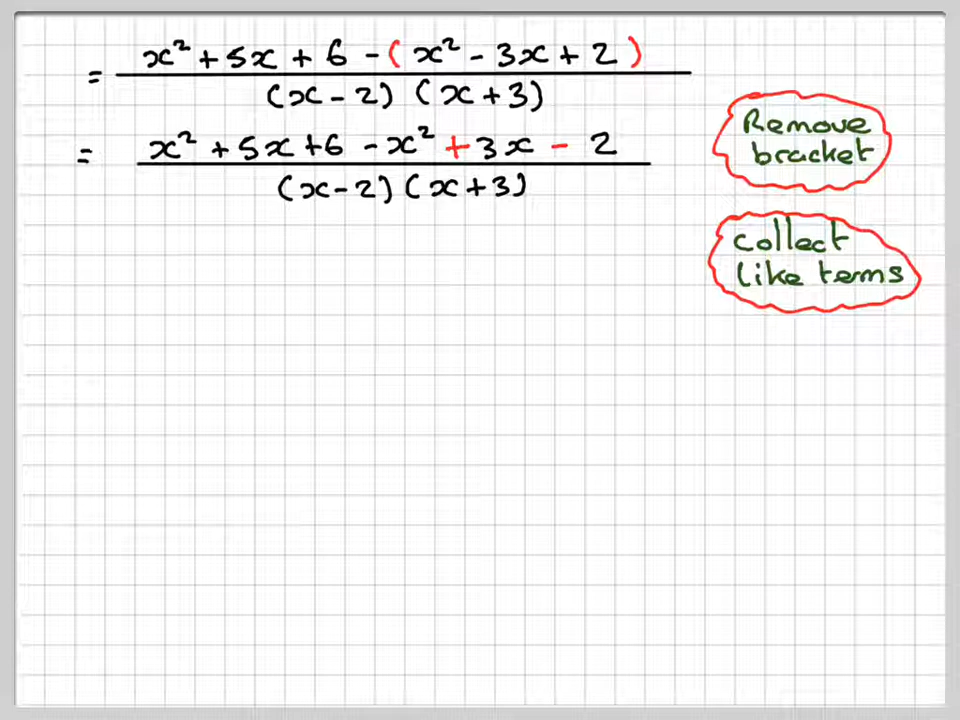 = x² + 5x + 6 - ( x² - 3x + 2 )
(x - 2) (x + 3)
= x² + 5x + 6 - x² + 3x - 2
(x - 2) (x + 3)
Remove
bracket
collect
like terms